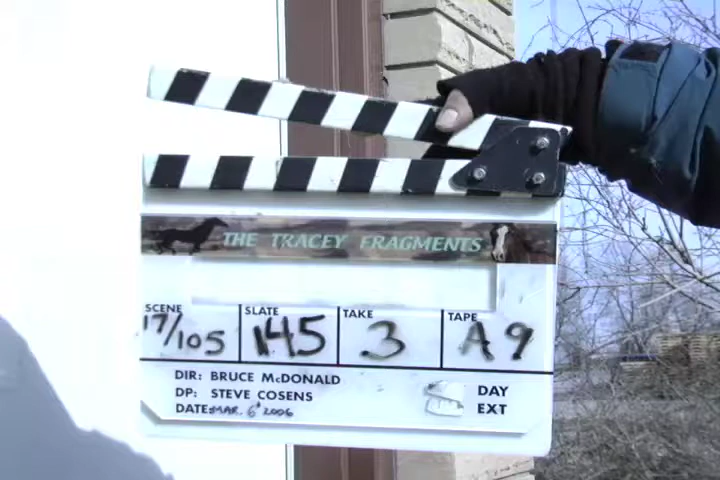 THE TRACEY FRAGMENTS
SCENE SLATE TAKE TAPE
17/105 145 3 A9
DIR: BRUCE McDONALD
DP: STEVE COSENS DAY
DATE: MAR. 6 2006 EXT